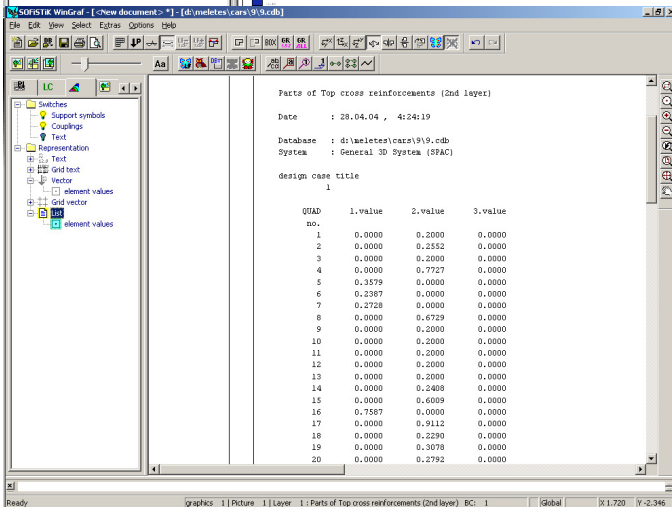 SOFiSTiK WinGraf - [ <New document> *] - [d:\meletes\cars\9\9.cdb]
File Edit View Select Extras Options Help
BOX GR GR ALL
Aa
LC
Switches
Support symbols
Couplings
Text
Representation
Text
Grid text
Vector
element values
Grid vector
List
element values
Parts of Top cross reinforcements (2nd layer)
Date : 28.04.04 , 4:24:19
Database : d:\meletes\cars\9\9.cdb
System : General 3D System (SPAC)
design case title
1
QUAD 1.value 2.value 3.value
no.
1 0.0000 0.2000 0.0000
2 0.0000 0.2552 0.0000
3 0.0000 0.2000 0.0000
4 0.0000 0.7727 0.0000
5 0.3579 0.0000 0.0000
6 0.2387 0.0000 0.0000
7 0.2728 0.0000 0.0000
8 0.0000 0.6729 0.0000
9 0.0000 0.2000 0.0000
10 0.0000 0.2000 0.0000
11 0.0000 0.2000 0.0000
12 0.0000 0.2000 0.0000
13 0.0000 0.2000 0.0000
14 0.0000 0.2408 0.0000
15 0.0000 0.6009 0.0000
16 0.7587 0.0000 0.0000
17 0.0000 0.9112 0.0000
18 0.0000 0.2290 0.0000
19 0.0000 0.3078 0.0000
20 0.0000 0.2792 0.0000
Ready graphics 1 | Picture 1 | Layer 1 : Parts of Top cross reinforcements (2nd layer) BC: 1 Global X 1.720 Y -2.346